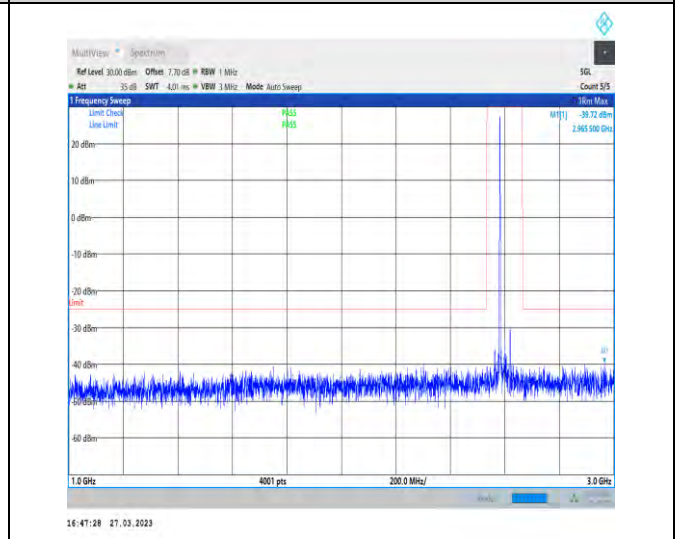 MultiView Spectrum
Ref Level 30.00 dBm Offset 7.70 dB RBW 1 MHz SGL
Att 35 dB SWT 4.01 ms VBW 3 MHz Mode Auto Sweep Count 5/5
1 Frequency Sweep 1Rm Max
Limit Check PASS M1[1] -39.72 dBm
Line Limit PASS 2.965 500 GHz
20 dBm
10 dBm
0 dBm
-10 dBm
-20 dBm
Limit
-30 dBm
M1
-40 dBm
-50 dBm
-60 dBm
1.0 GHz 4001 pts 200.0 MHz/ 3.0 GHz
16:47:28 27.03.2023